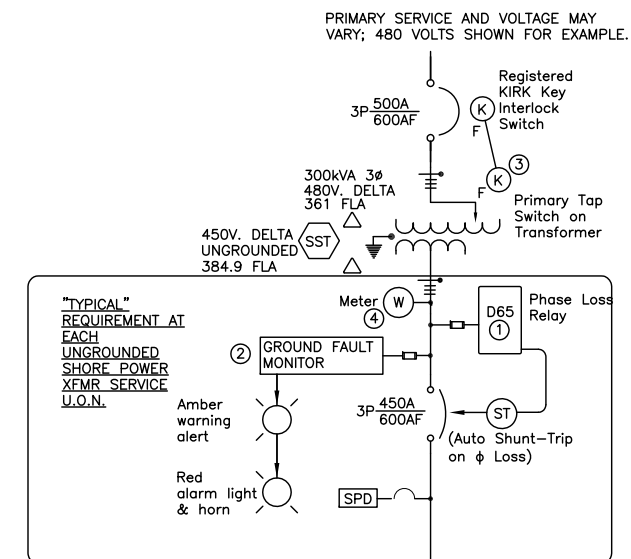 PRIMARY SERVICE AND VOLTAGE MAY
VARY; 480 VOLTS SHOWN FOR EXAMPLE.
Registered
KIRK Key
Interlock
Switch
3P 500A
600AF
K
F
K
F
3
300kVA 3ø
480V. DELTA
361 FLA
Primary Tap
Switch on
Transformer
450V. DELTA
UNGROUNDED
384.9 FLA
SST
"TYPICAL"
REQUIREMENT AT
EACH
UNGROUNDED
SHORE POWER
XFMR SERVICE
U.O.N.
Meter
4
W
D65
1
Phase Loss
Relay
2
GROUND FAULT
MONITOR
Amber
warning
alert
3P 450A
600AF
ST
(Auto Shunt-Trip
on ϕ Loss)
Red
alarm light
& horn
SPD